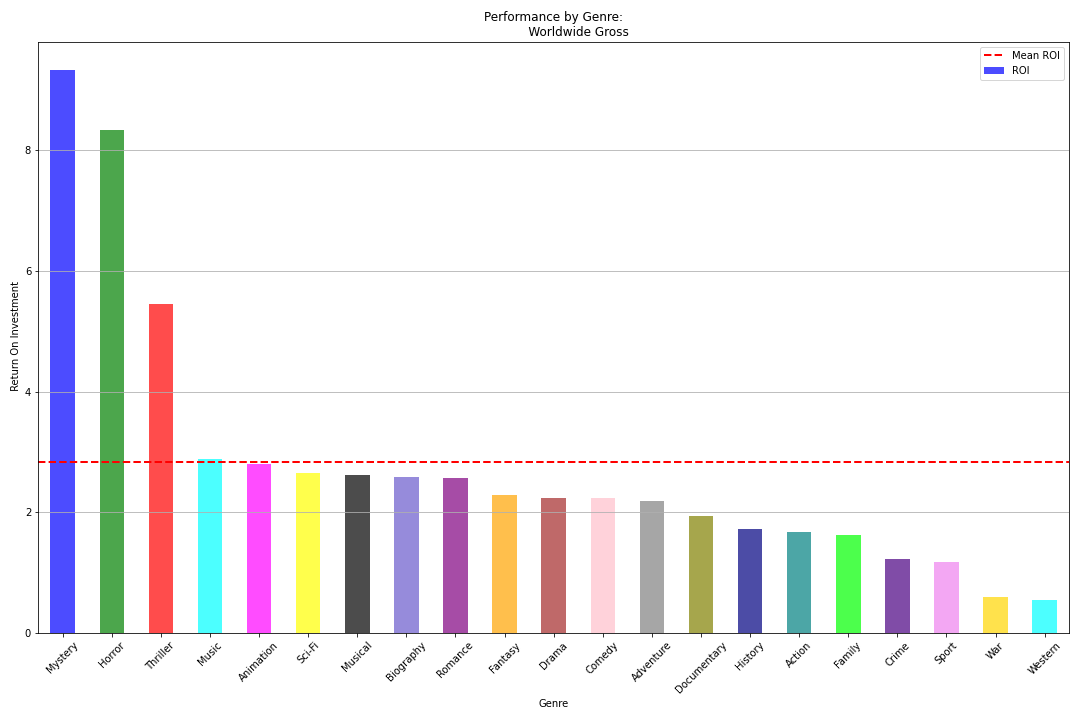 Performance by Genre:
Worldwide Gross
Mean ROI
ROI
Return On Investment
8
6
4
2
0
Mystery
Horror
Thriller
Music
Animation
Sci-Fi
Musical
Biography
Romance
Fantasy
Drama
Comedy
Adventure
Documentary
History
Action
Family
Crime
Sport
War
Western
Genre